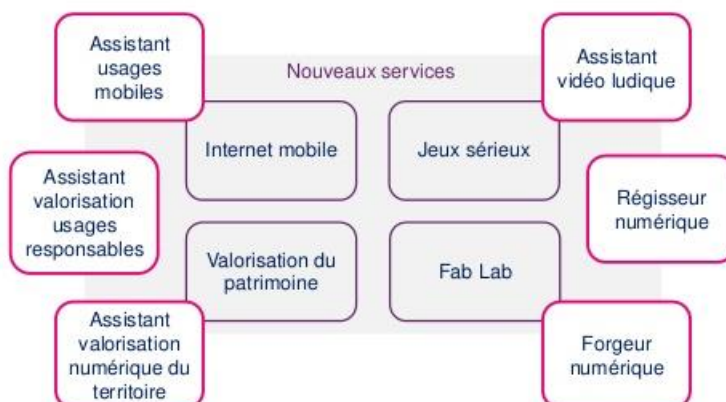 Assistant
usages
mobiles
Nouveaux services
Assistant
vidéo ludique
Internet mobile
Jeux sérieux
Assistant
valorisation
usages
responsables
Régisseur
numérique
Valorisation du
patrimoine
Fab Lab
Assistant
valorisation
numérique du
territoire
Forgeur
numérique